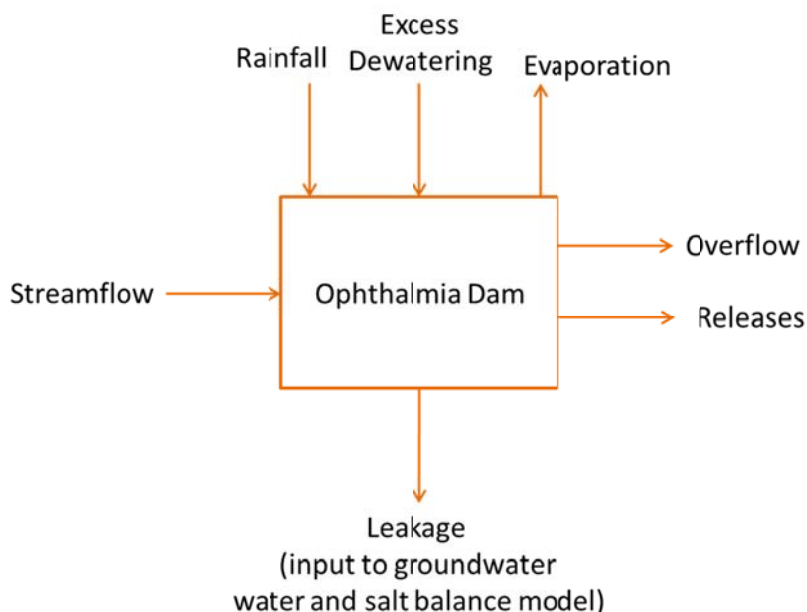 Rainfall
Excess
Dewatering
Evaporation
Streamflow
Ophthalmia Dam
Overflow
Releases
Leakage
(input to groundwater
water and salt balance model)